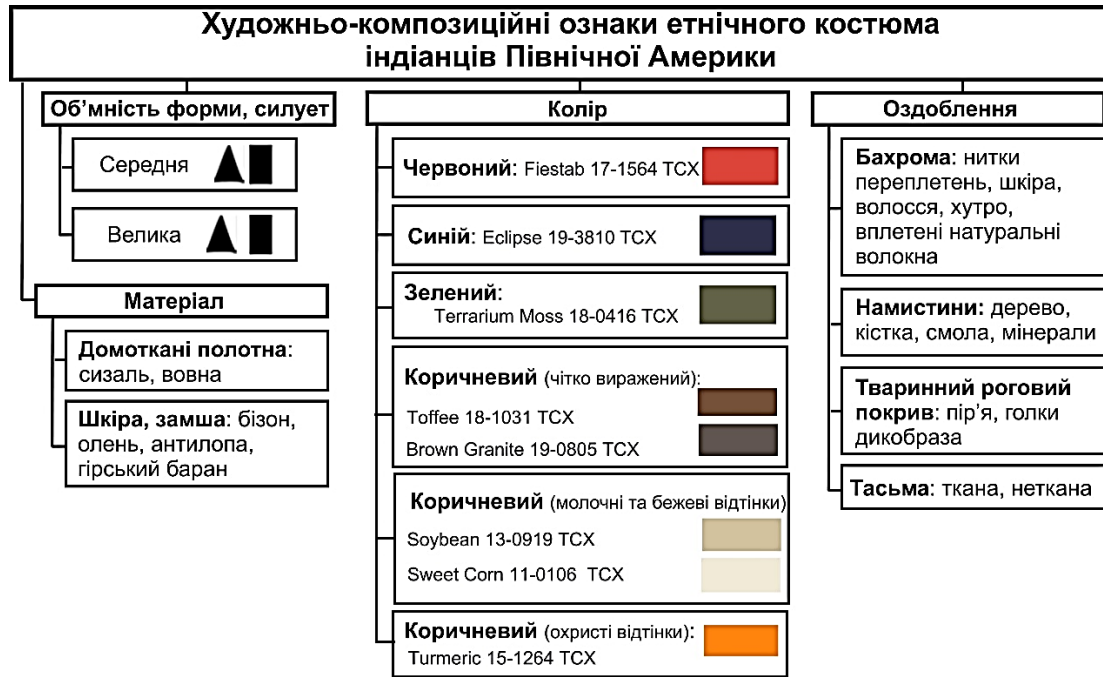 Художньо-композиційні ознаки етнічного костюма
індіанців Північної Америки
Об’мність форми, силует
Середня
Велика
Матеріал
Домоткані полотна:
сизаль, вовна
Шкіра, замша: бізон,
олень, антилопа,
гірський баран
Колір
Червоний: Fiestab 17-1564 TCX
Синій: Eclipse 19-3810 TCX
Зелений:
Terrarium Moss 18-0416 TCX
Коричневий (чітко виражений):
Toffee 18-1031 TCX
Brown Granite 19-0805 TCX
Коричневий (молочні та бежеві відтінки)
Soybean 13-0919 TCX
Sweet Corn 11-0106 TCX
Коричневий (охристі відтінки):
Turmeric 15-1264 TCX
Оздоблення
Бахрома: нитки
переплетень, шкіра,
волосся, хутро,
вплетені натуральні
волокна
Намистини: дерево,
кістка, смола, мінерали
Тваринний роговий
покрив: пір’я, голки
дикобраза
Тасьма: ткана, неткана